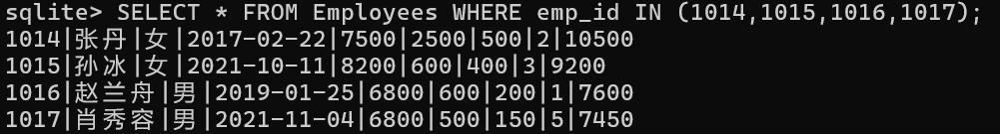 sqlite> SELECT * FROM Employees WHERE emp_id IN (1014,1015,1016,1017);
1014|张丹|女|2017-02-22|7500|2500|500|2|10500
1015|孙冰|女|2021-10-11|8200|600|400|3|9200
1016|赵兰舟|男|2019-01-25|6800|600|200|1|7600
1017|肖秀容|男|2021-11-04|6800|500|150|5|7450